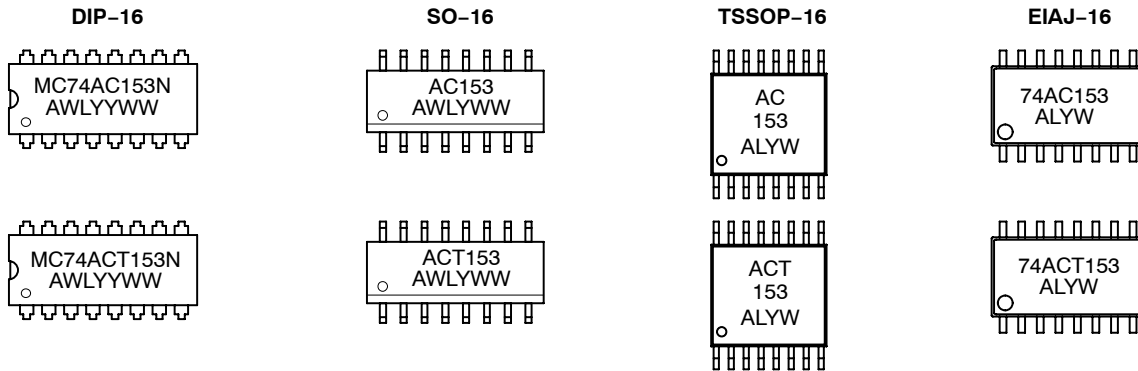 DIP−16
SO−16
TSSOP−16
EIAJ−16
MC74AC153N
AWLYYWW
AC153
AWLYWW
AC
153
ALYW
74AC153
ALYW
MC74ACT153N
AWLYYWW
ACT153
AWLYWW
ACT
153
ALYW
74ACT153
ALYW